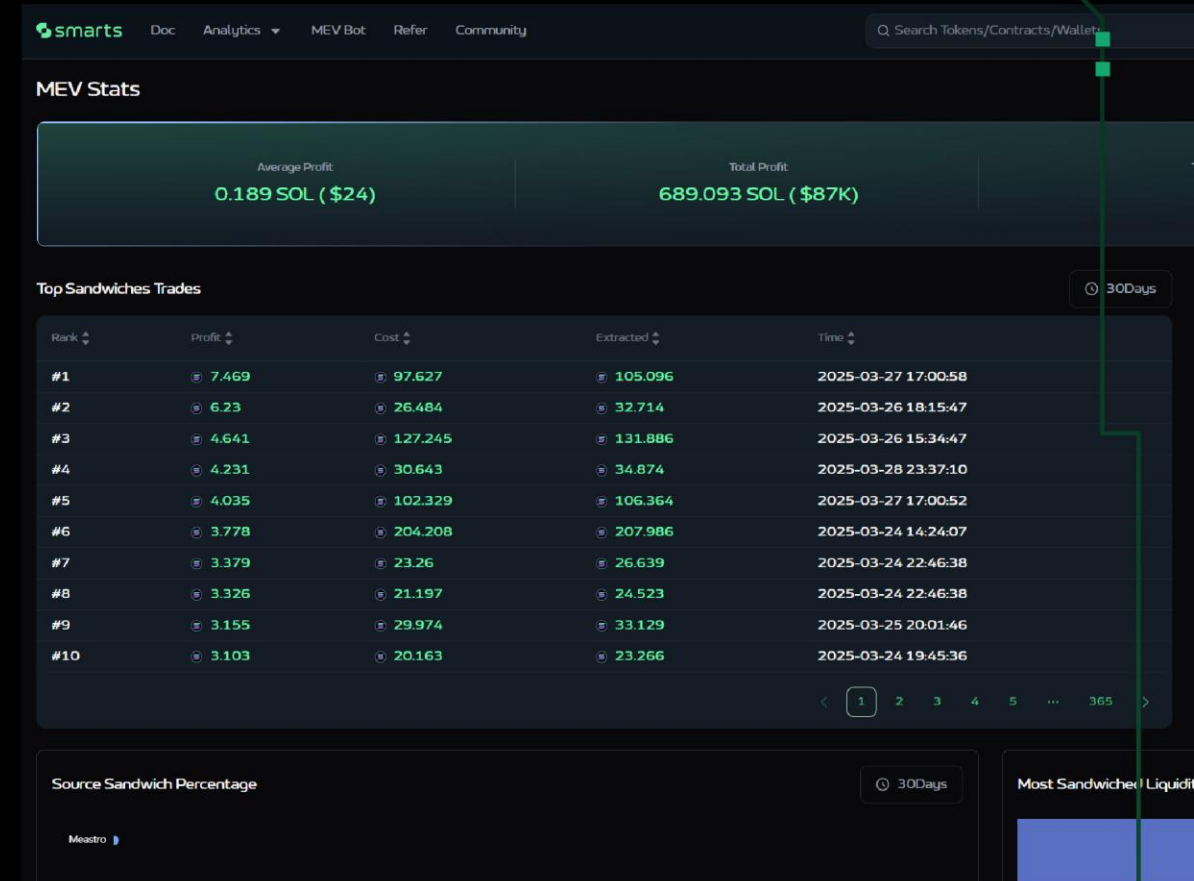 smarts Doc Analytics MEV Bot Refer Community Search Tokens/Contracts/Wallets
MEV Stats
Average Profit Total Profit
0.189 SOL ( $24) 689.093 SOL ( $87K)
Top Sandwiches Trades 30Days
Rank Profit Cost Extracted Time
#1 7.469 97.627 105.096 2025-03-27 17:00:58
#2 6.23 26.484 32.714 2025-03-26 18:15:47
#3 4.641 127.245 131.886 2025-03-26 15:34:47
#4 4.231 30.643 34.874 2025-03-28 23:37:10
#5 4.035 102.329 106.364 2025-03-27 17:00:52
#6 3.778 204.208 207.986 2025-03-24 14:24:07
#7 3.379 23.26 26.639 2025-03-24 22:46:38
#8 3.326 21.197 24.523 2025-03-24 22:46:38
#9 3.155 29.974 33.129 2025-03-25 20:01:46
#10 3.103 20.163 23.266 2025-03-24 19:45:36
< 1 2 3 4 5 ··· 365 >
Source Sandwich Percentage 30Days Most Sandwiched
Meastro